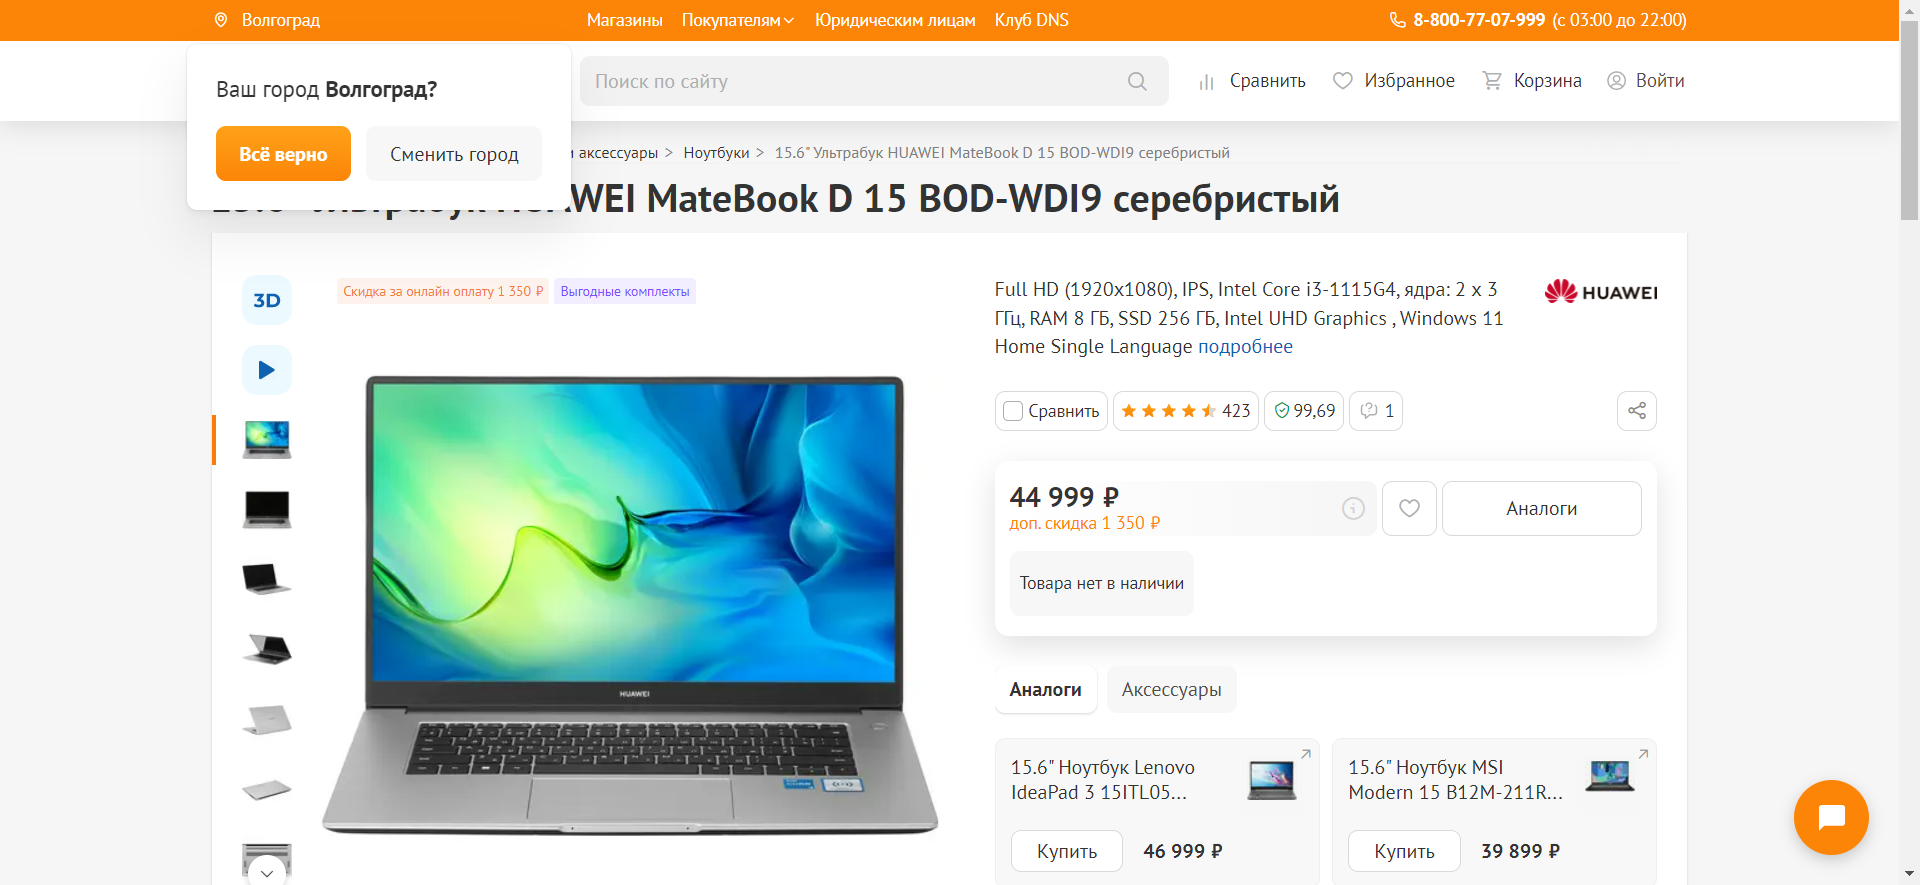 Волгоград
Магазины
Покупателям
Юридическим лицам
Клуб DNS
8-800-77-07-999 (с 03:00 до 22:00)
Ваш город Волгоград?
Всё верно
Сменить город
Поиск по сайту
Сравнить
Избранное
Корзина
Войти
аксессуары > Ноутбуки > 15.6" Ультрабук HUAWEI MateBook D 15 BOD-WDI9 серебристый
MateBook D 15 BOD-WDI9 серебристый
3D
Скидка за онлайн оплату 1 350 ₽
Выгодные комплекты
Full HD (1920x1080), IPS, Intel Core i3-1115G4, ядра: 2 х 3
ГГц, RAM 8 ГБ, SSD 256 ГБ, Intel UHD Graphics , Windows 11
Home Single Language подробнее
HUAWEI
Сравнить
423
99,69
1
44 999 ₽
доп. скидка 1 350 ₽
Аналоги
Товара нет в наличии
HUAWEI
Аналоги
Аксессуары
15.6" Ноутбук Lenovo
IdeaPad 3 15ITL05...
Купить
46 999 ₽
15.6" Ноутбук MSI
Modern 15 B12M-211R...
Купить
39 899 ₽